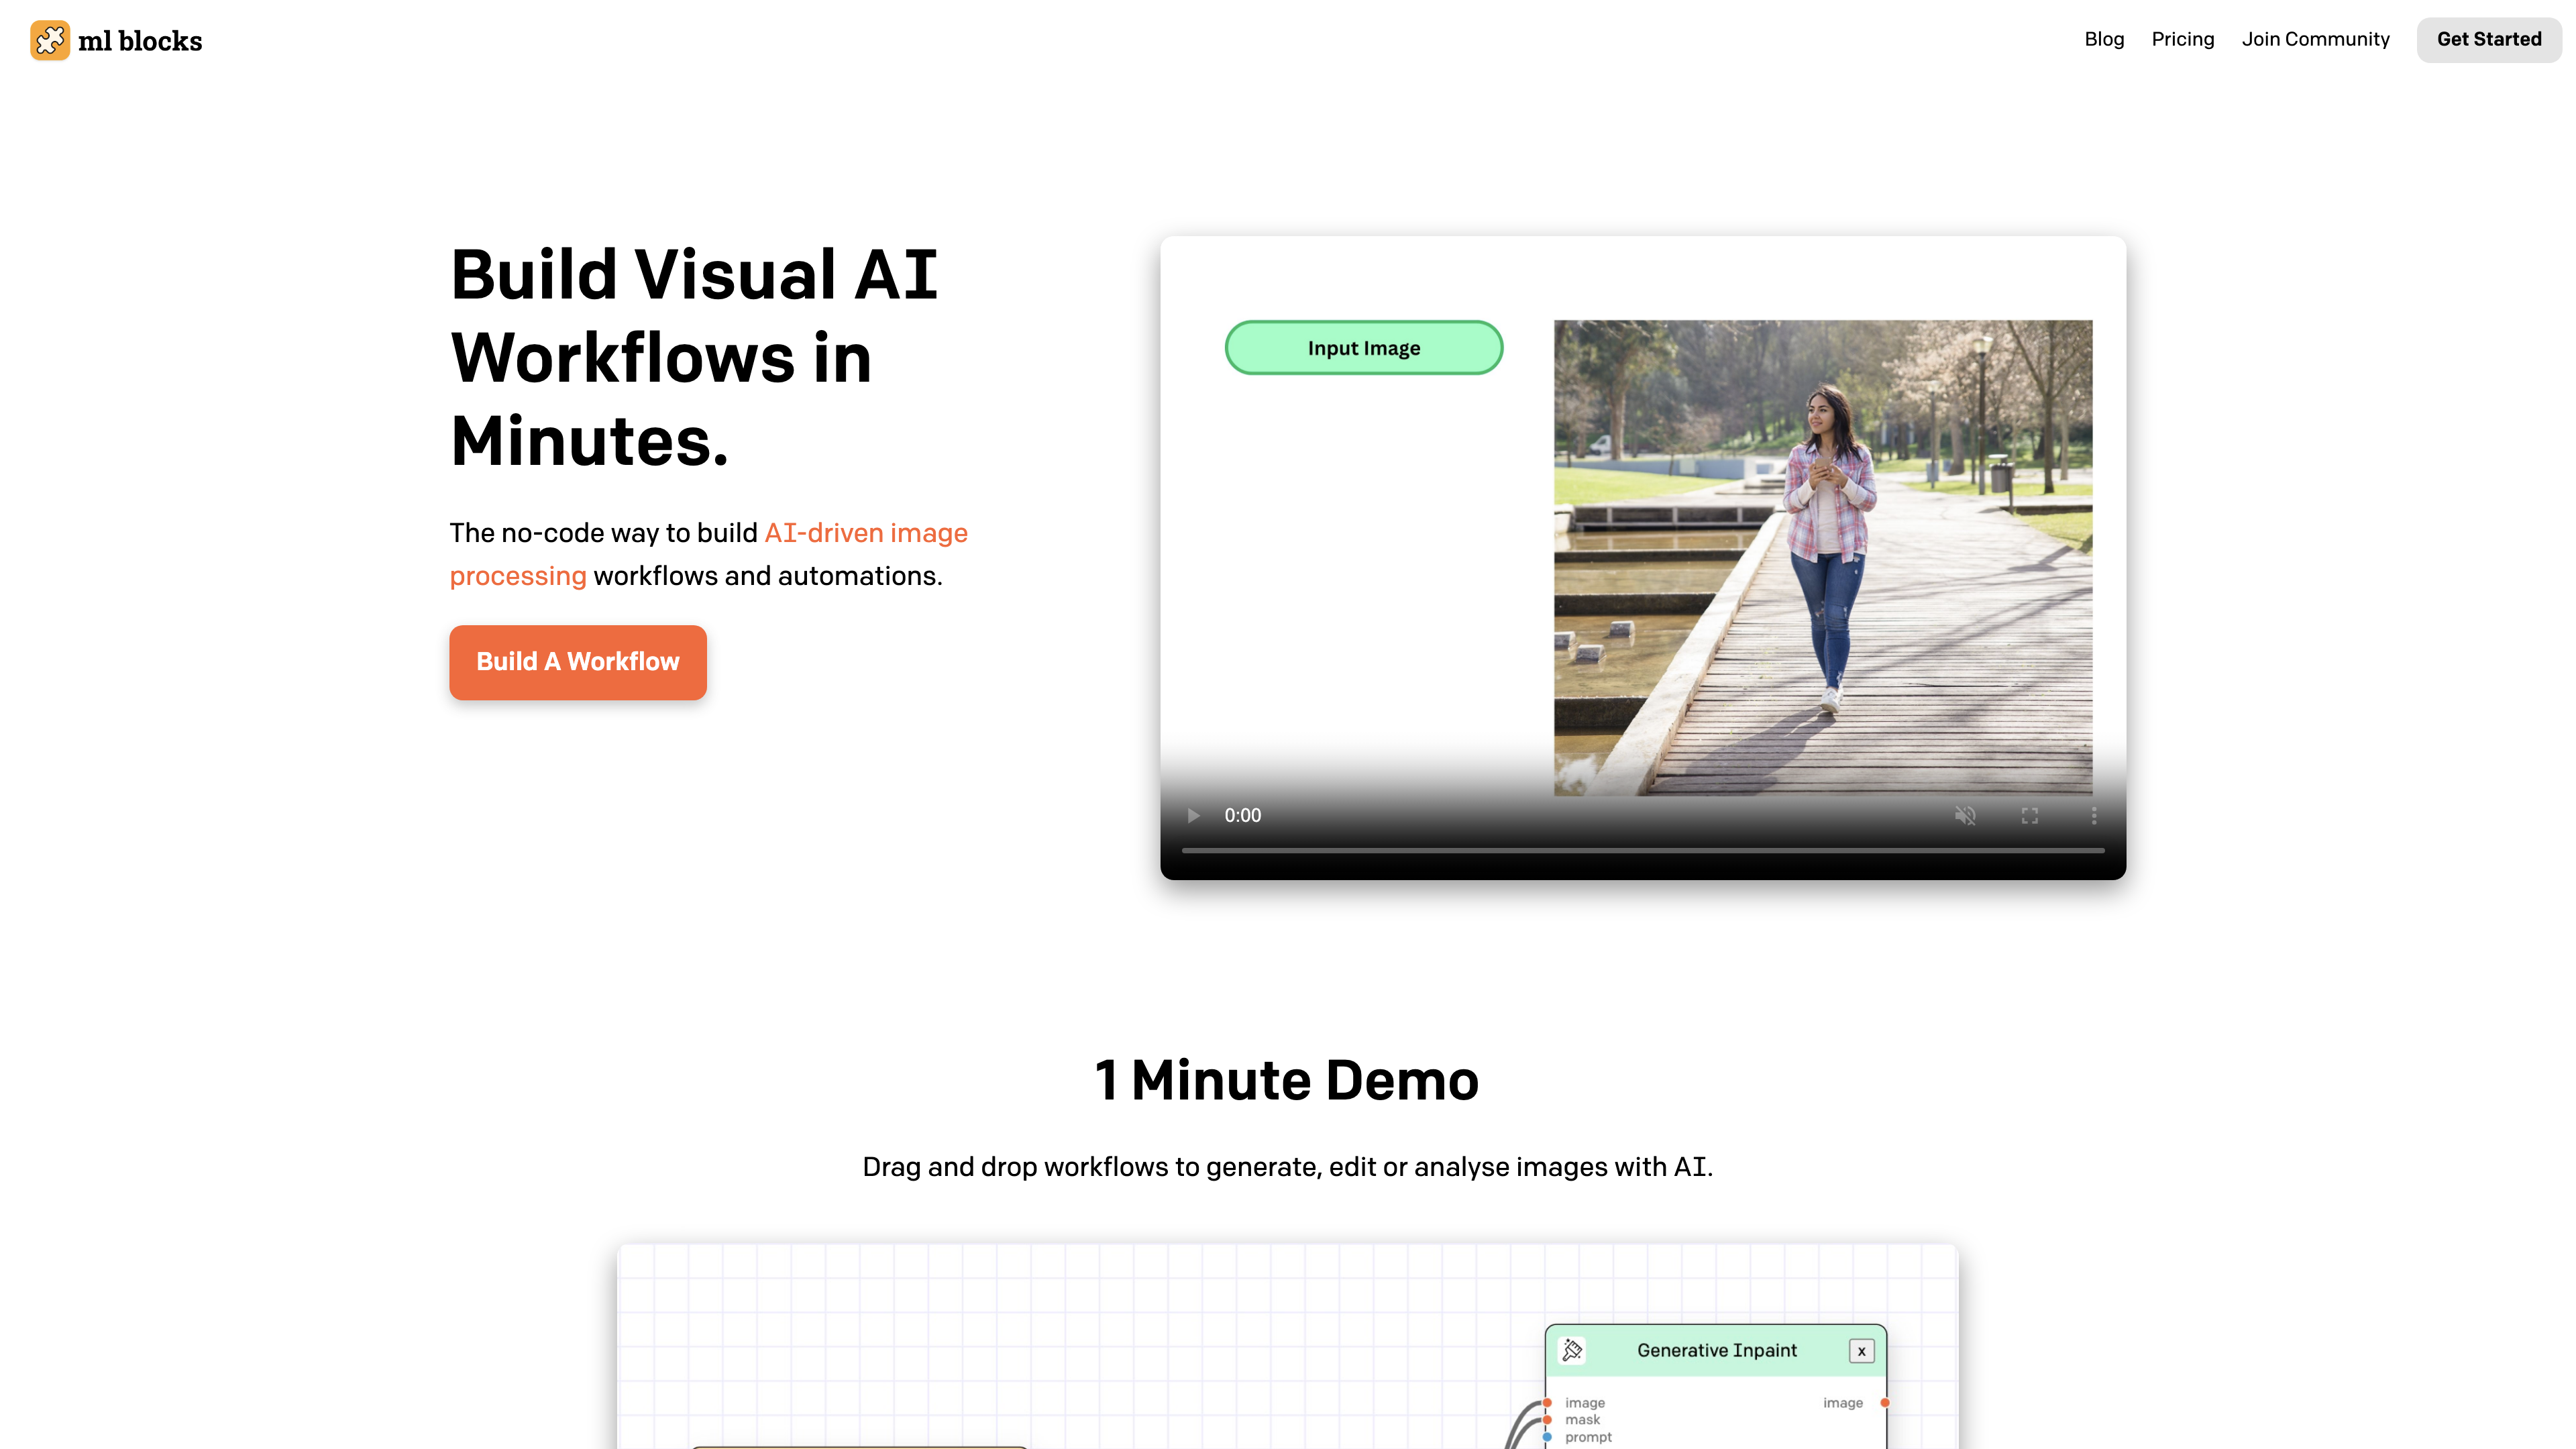 ml blocks
Blog
Pricing
Join Community
Get Started
Build Visual AI
Workflows in
Minutes.
The no-code way to build AI-driven image
processing workflows and automations.
Build A Workflow
Input Image
0:00
1 Minute Demo
Drag and drop workflows to generate, edit or analyse images with AI.
Generative Inpaint
x
image
image
mask
prompt